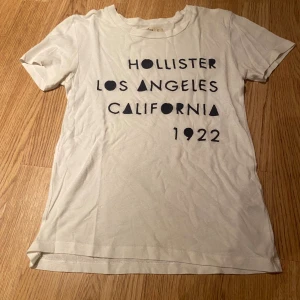 HOLLISTER
LOS ANGELES
CALIFORNIA
1922